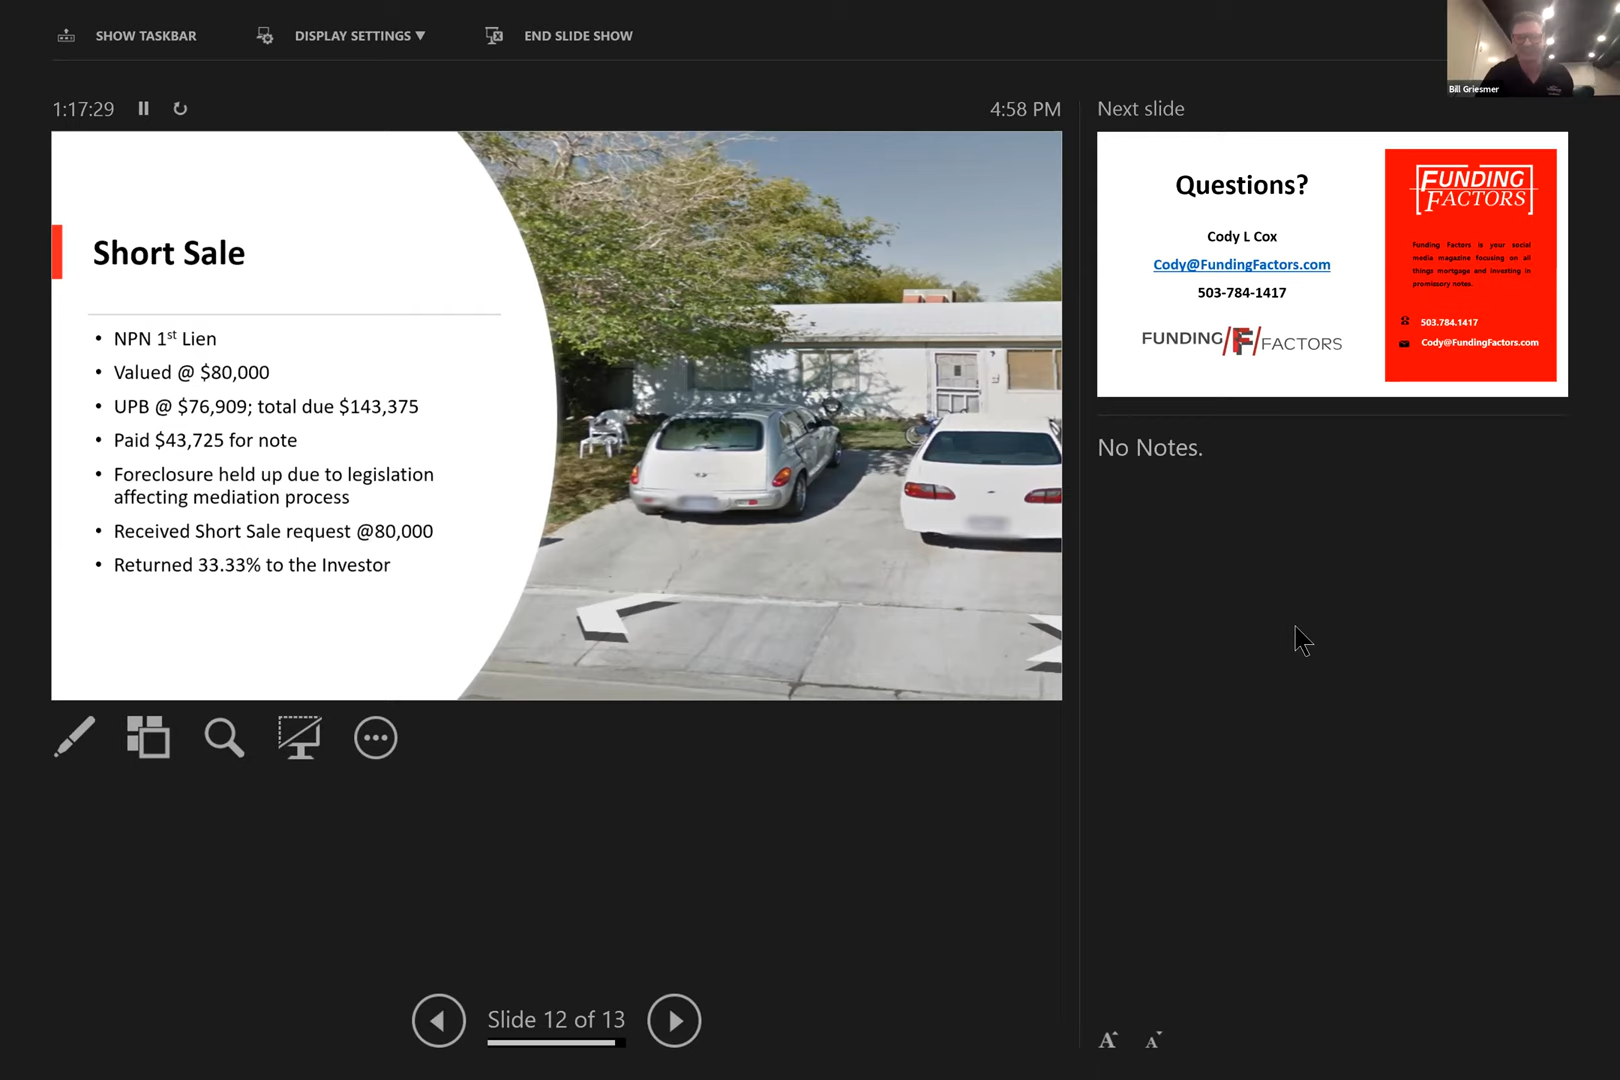 SHOW TASKBAR
DISPLAY SETTINGS ▼
END SLIDE SHOW
Bill Griesmer
1:17:29
4:58 PM
Next slide
Short Sale
• NPN 1st Lien
• Valued @ $80,000
• UPB @ $76,909; total due $143,375
• Paid $43,725 for note
• Foreclosure held up due to legislation
affecting mediation process
• Received Short Sale request @80,000
• Returned 33.33% to the Investor
Questions?
Cody L Cox
Cody@FundingFactors.com
503-784-1417
FUNDING/F/FACTORS
FUNDING
FACTORS
Funding Factors is your social
media magazine focusing on all
things mortgage and investing in
promissory notes.
503.784.1417
Cody@FundingFactors.com
No Notes.
Slide 12 of 13
A A